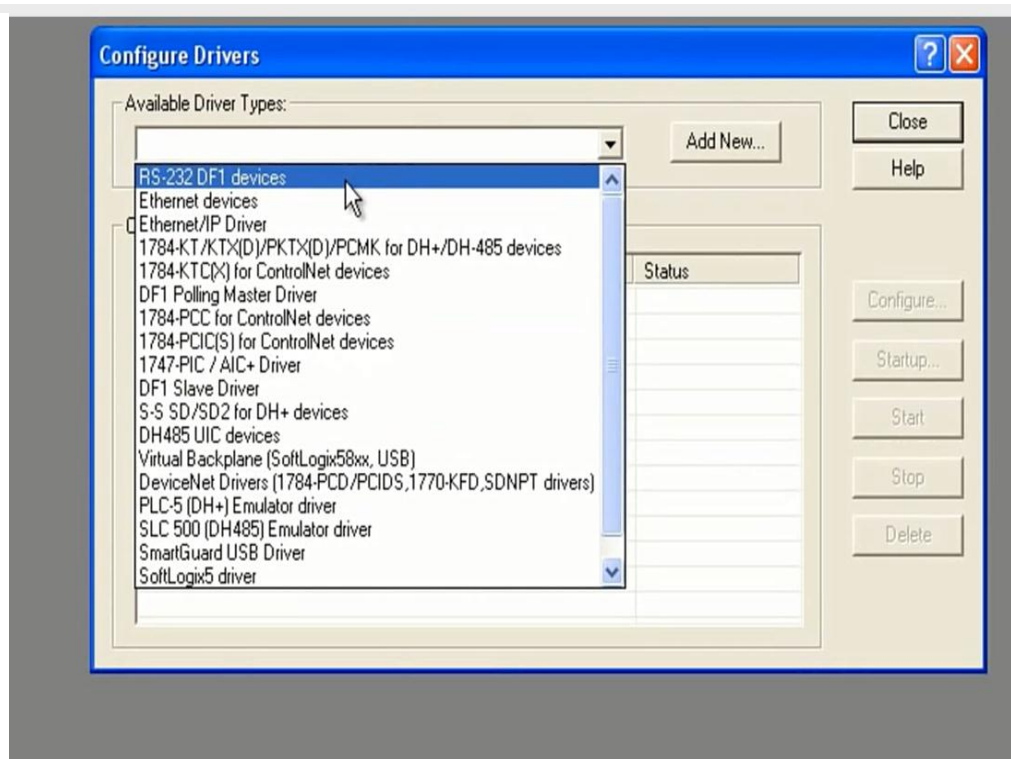 Configure Drivers
Available Driver Types:
Add New...
Close
Help
RS-232 DF1 devices
Ethernet devices
Ethernet/IP Driver
1784-KT/KTX(D)/PKTX(D)/PCMK for DH+/DH-485 devices
1784-KTC(X) for ControlNet devices
DF1 Polling Master Driver
1784-PCC for ControlNet devices
1784-PCIC(S) for ControlNet devices
1747-PIC / AIC+ Driver
DF1 Slave Driver
S-S SD/SD2 for DH+ devices
DH485 UIC devices
Virtual Backplane (SoftLogix58xx, USB)
DeviceNet Drivers (1784-PCD/PCIDS,1770-KFD,SDNPT drivers)
PLC-5 (DH+) Emulator driver
SLC 500 (DH485) Emulator driver
SmartGuard USB Driver
SoftLogix5 driver
Status
Configure...
Startup...
Start
Stop
Delete